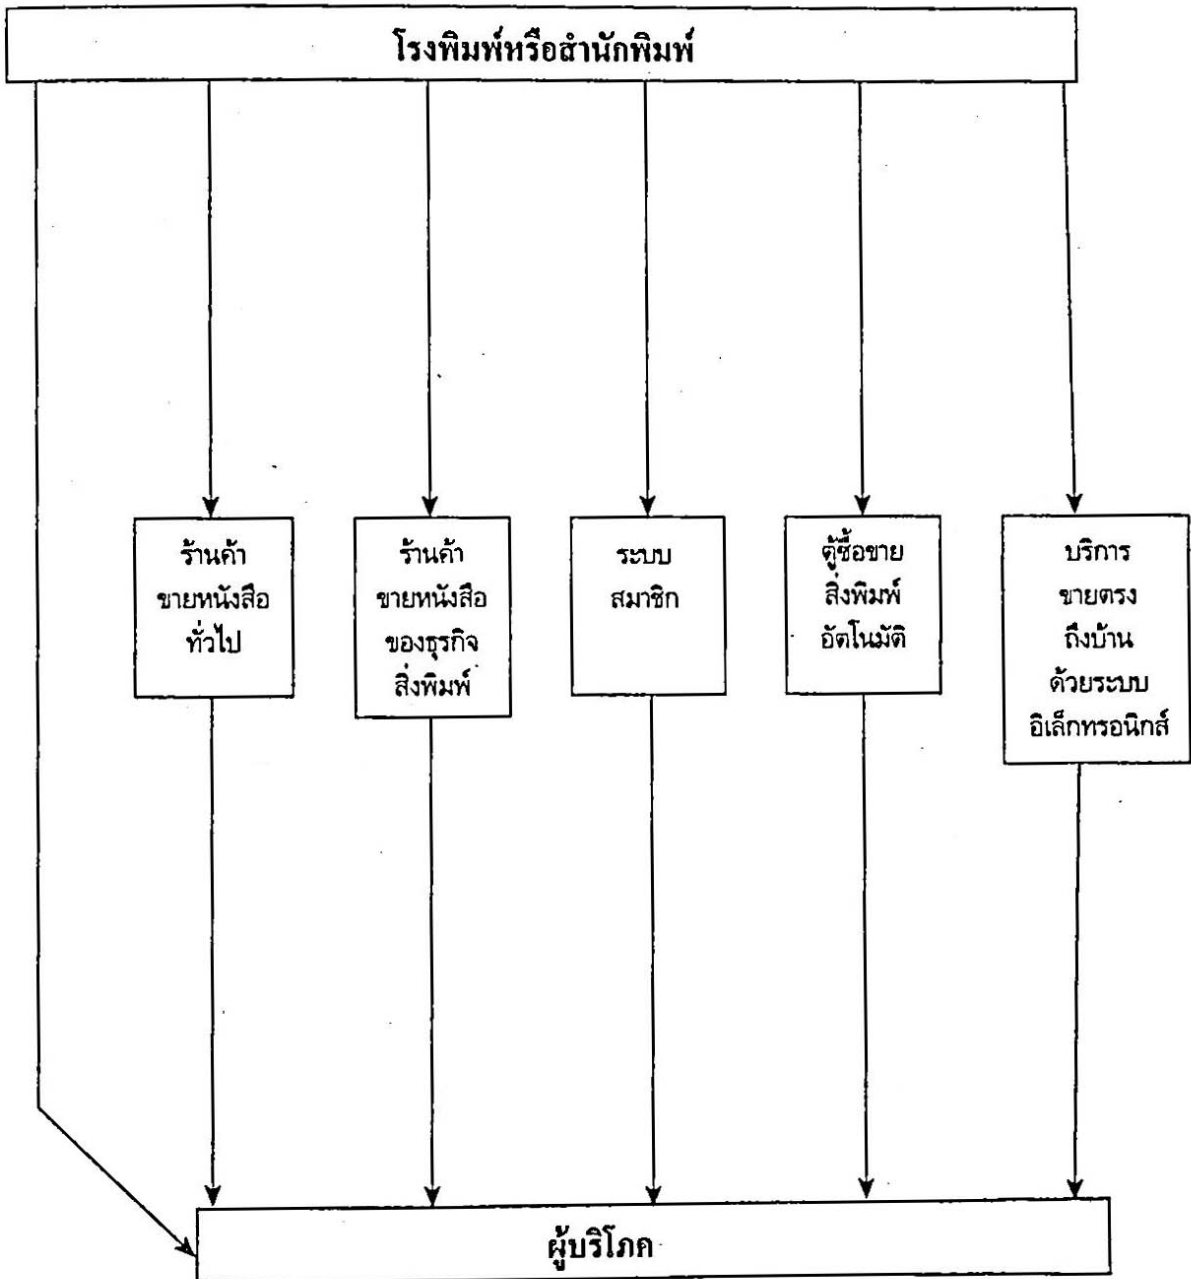 โรงพิมพ์หรือสำนักพิมพ์
ร้านค้า
ขายหนังสือ
ทั่วไป
ร้านค้า
ขายหนังสือ
ของธุรกิจ
สิ่งพิมพ์
ระบบ
สมาชิก
ตู้ซื้อขาย
สิ่งพิมพ์
อัตโนมัติ
บริการ
ขายตรง
ถึงบ้าน
ด้วยระบบ
อิเล็กทรอนิกส์
ผู้บริโภค